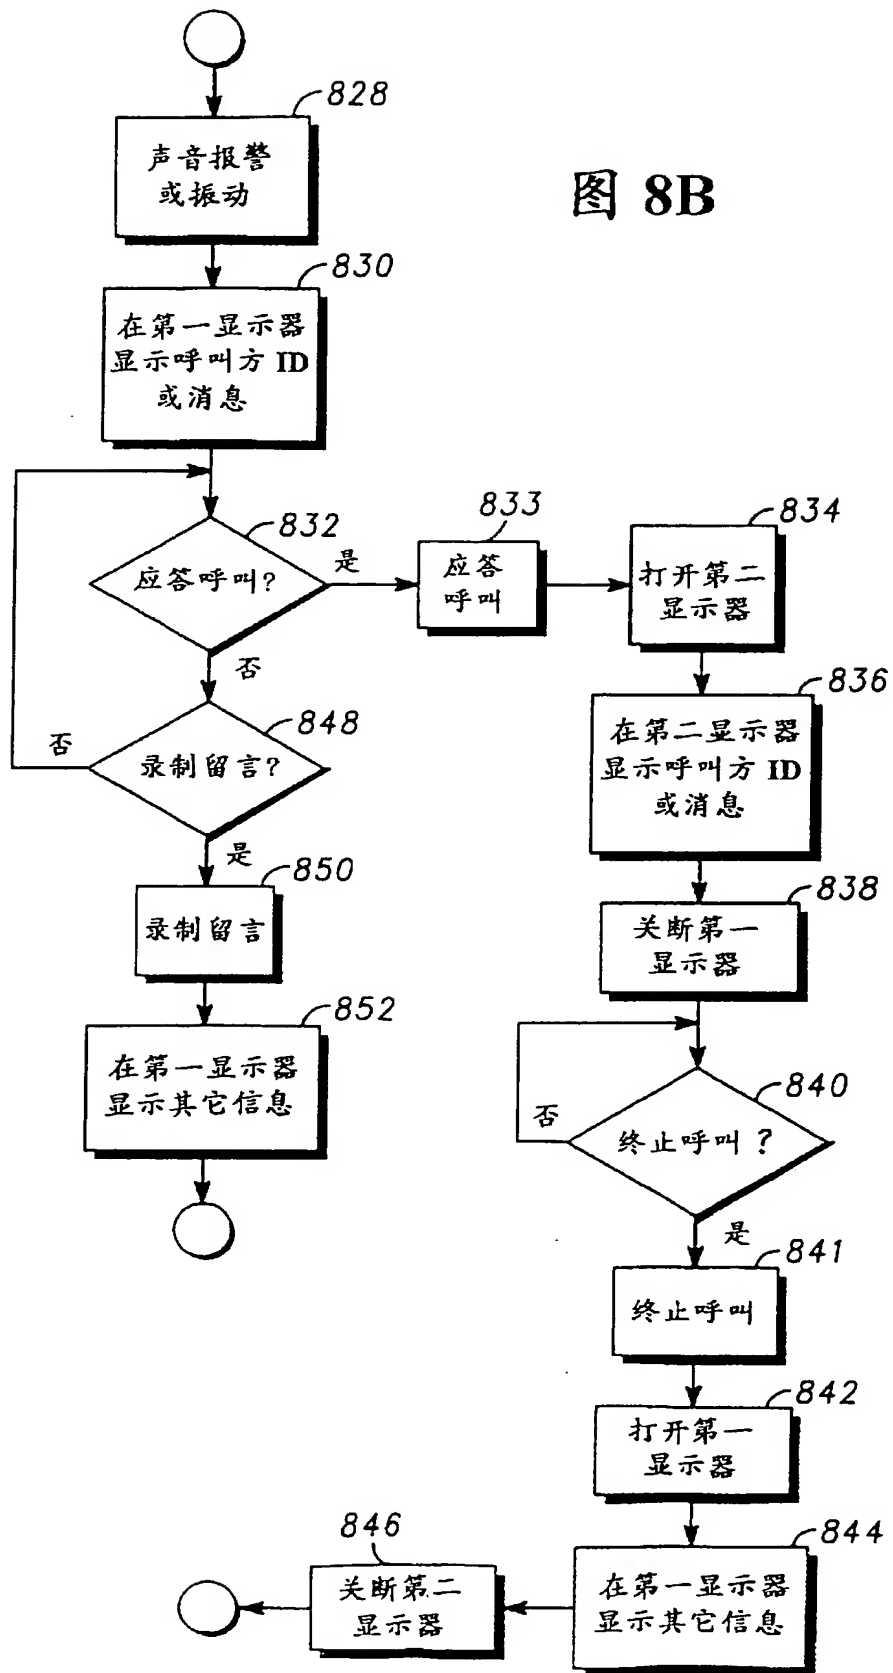 图 8B
828
声音报警
或振动
830
在第一显示器
显示呼叫方 ID
或消息
832
应答呼叫?
是
否
833
应答
呼叫
834
打开第二
显示器
836
在第二显示器
显示呼叫方 ID
或消息
838
关断第一
显示器
840
终止呼叫?
否
是
841
终止呼叫
842
打开第一
显示器
844
在第一显示器
显示其它信息
846
关断第二
显示器
848
录制留言?
否
是
850
录制留言
852
在第一显示器
显示其它信息